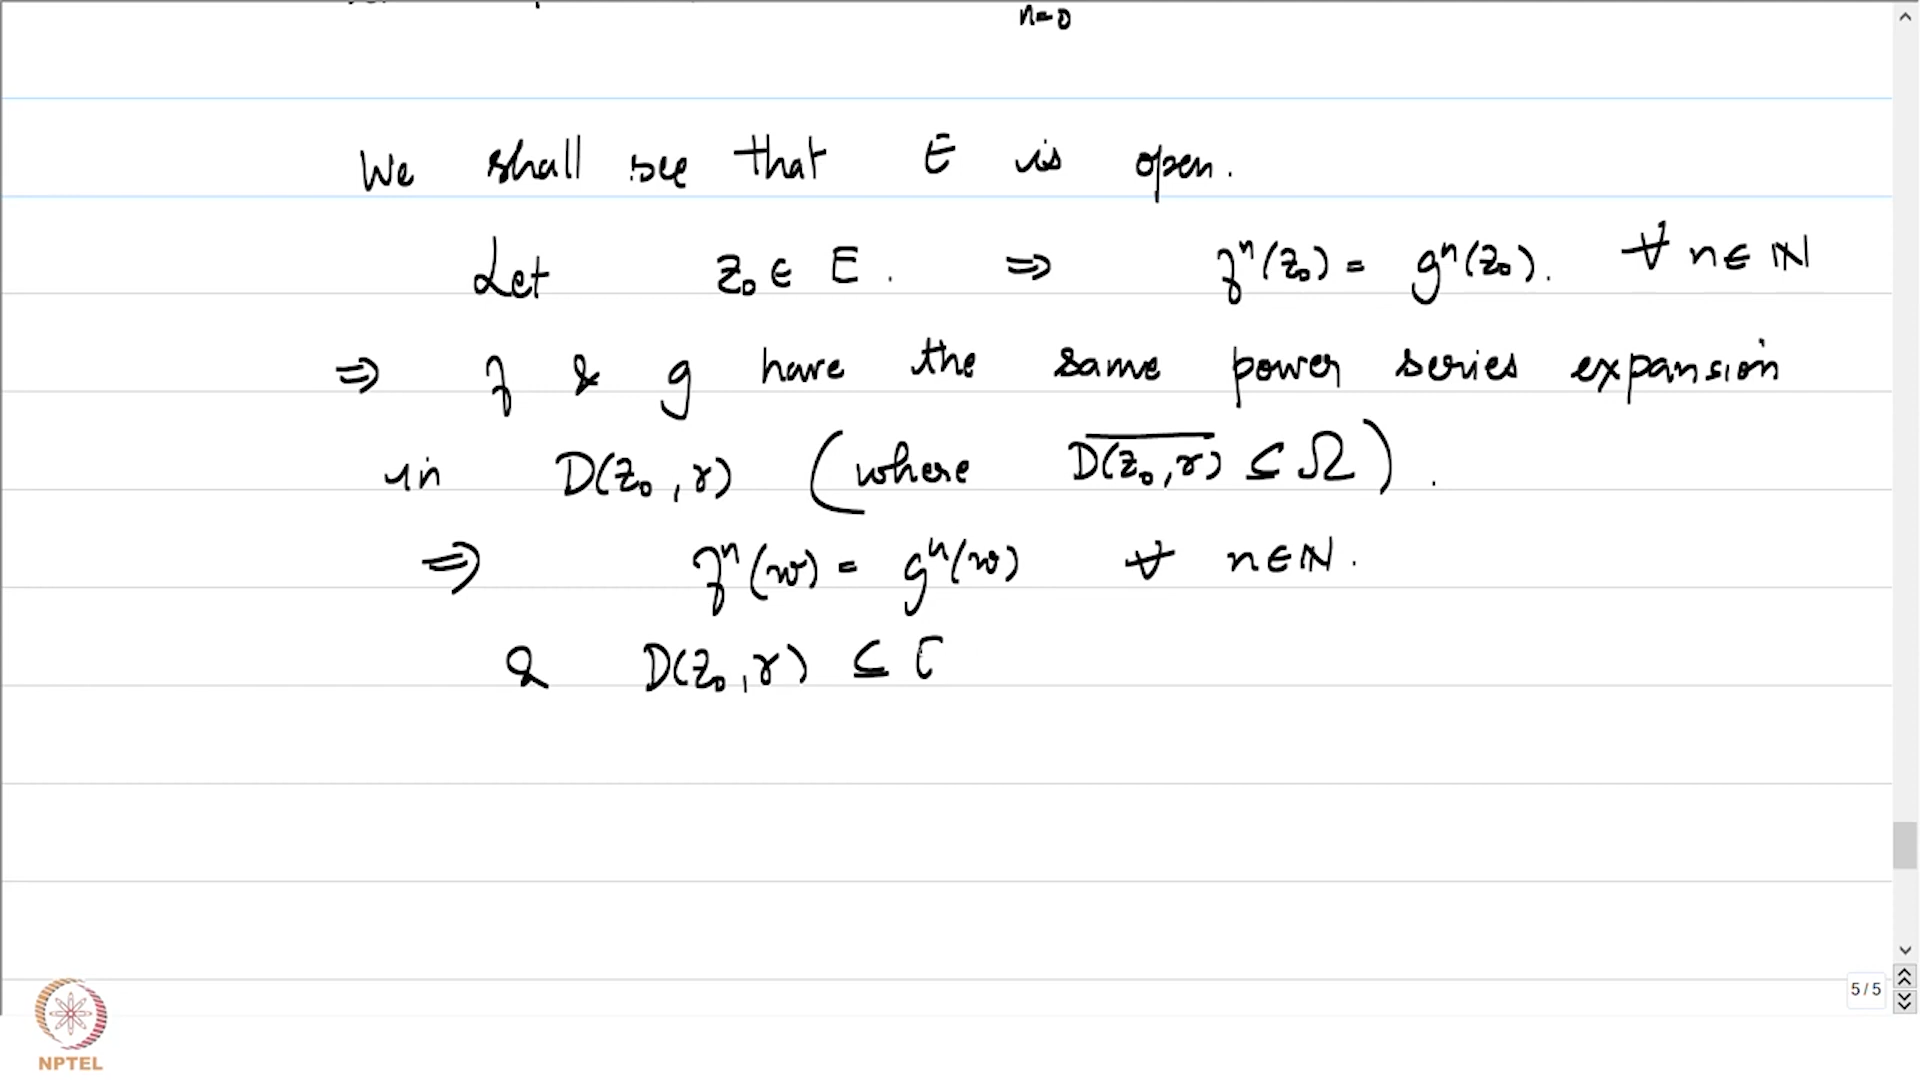 n=0
We shall see that E is open.
Let z₀ ∈ E. ⇒ fⁿ(z₀) = gⁿ(z₀). ∀ n ∈ ℕ
⇒ f & g have the same power series expansion
in D(z₀, r) (where \overline{D(z₀, r)} ⊆ Ω).
⇒ fⁿ(w) = gⁿ(w) ∀ n ∈ ℕ.
& D(z₀, r) ⊆
5 / 5
NPTEL